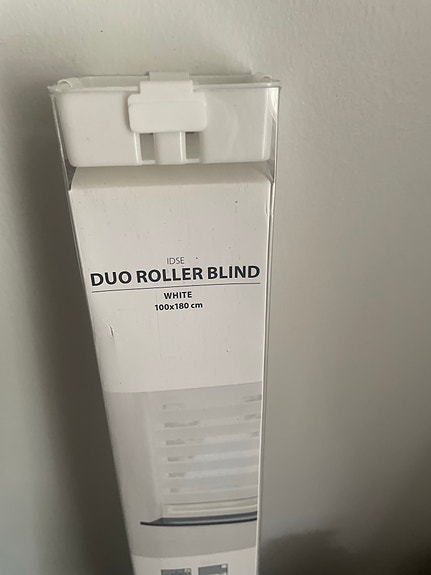 IDSE
DUO ROLLER BLIND
WHITE
100x180 cm